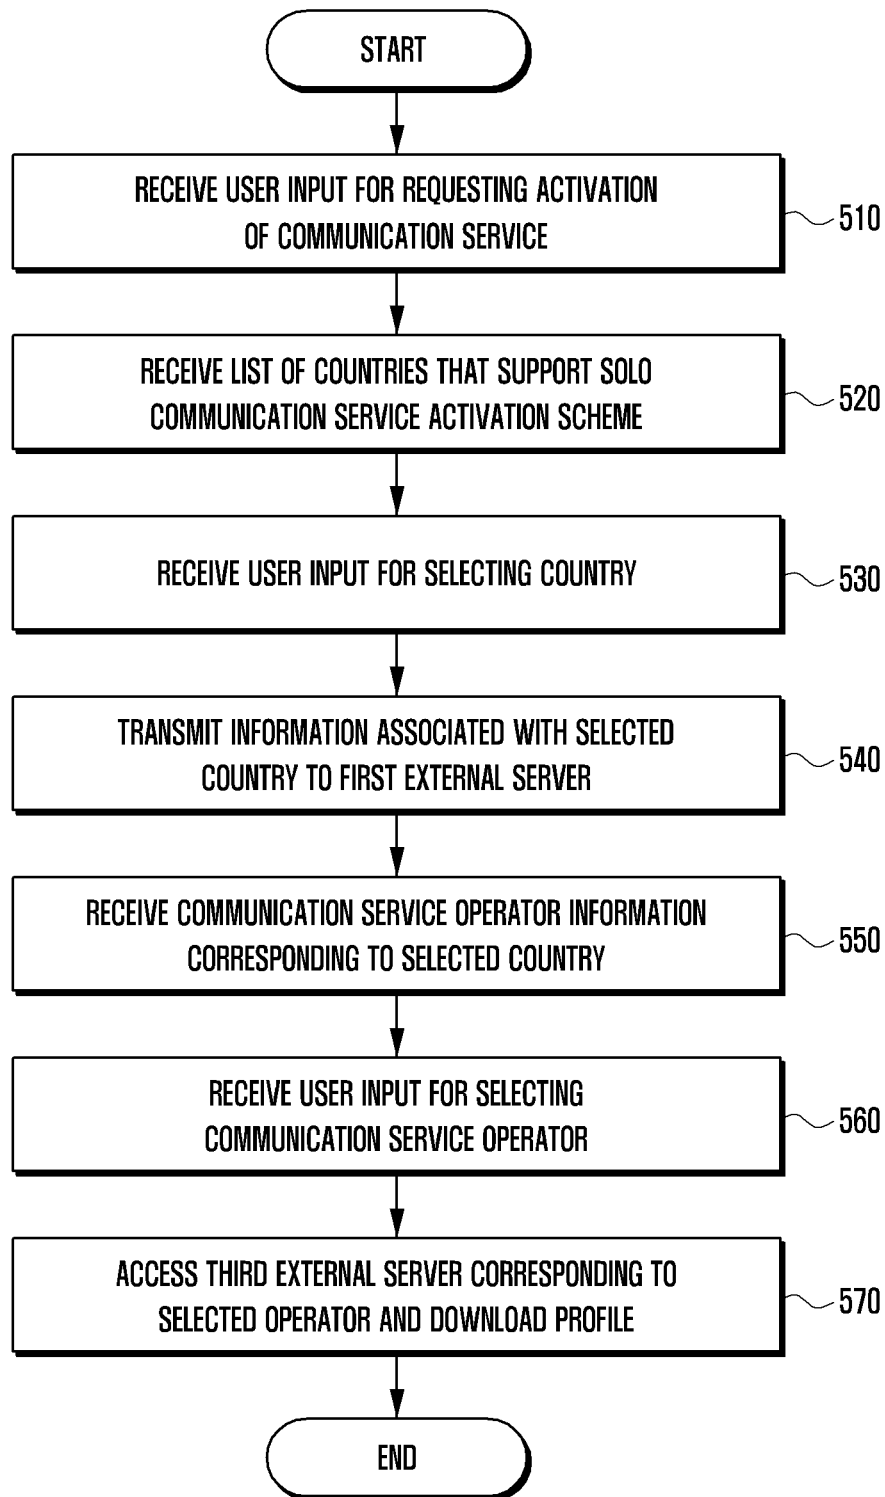 START
RECEIVE USER INPUT FOR REQUESTING ACTIVATION
OF COMMUNICATION SERVICE
510
RECEIVE LIST OF COUNTRIES THAT SUPPORT SOLO
COMMUNICATION SERVICE ACTIVATION SCHEME
520
RECEIVE USER INPUT FOR SELECTING COUNTRY
530
TRANSMIT INFORMATION ASSOCIATED WITH SELECTED
COUNTRY TO FIRST EXTERNAL SERVER
540
RECEIVE COMMUNICATION SERVICE OPERATOR INFORMATION
CORRESPONDING TO SELECTED COUNTRY
550
RECEIVE USER INPUT FOR SELECTING
COMMUNICATION SERVICE OPERATOR
560
ACCESS THIRD EXTERNAL SERVER CORRESPONDING TO
SELECTED OPERATOR AND DOWNLOAD PROFILE
570
END